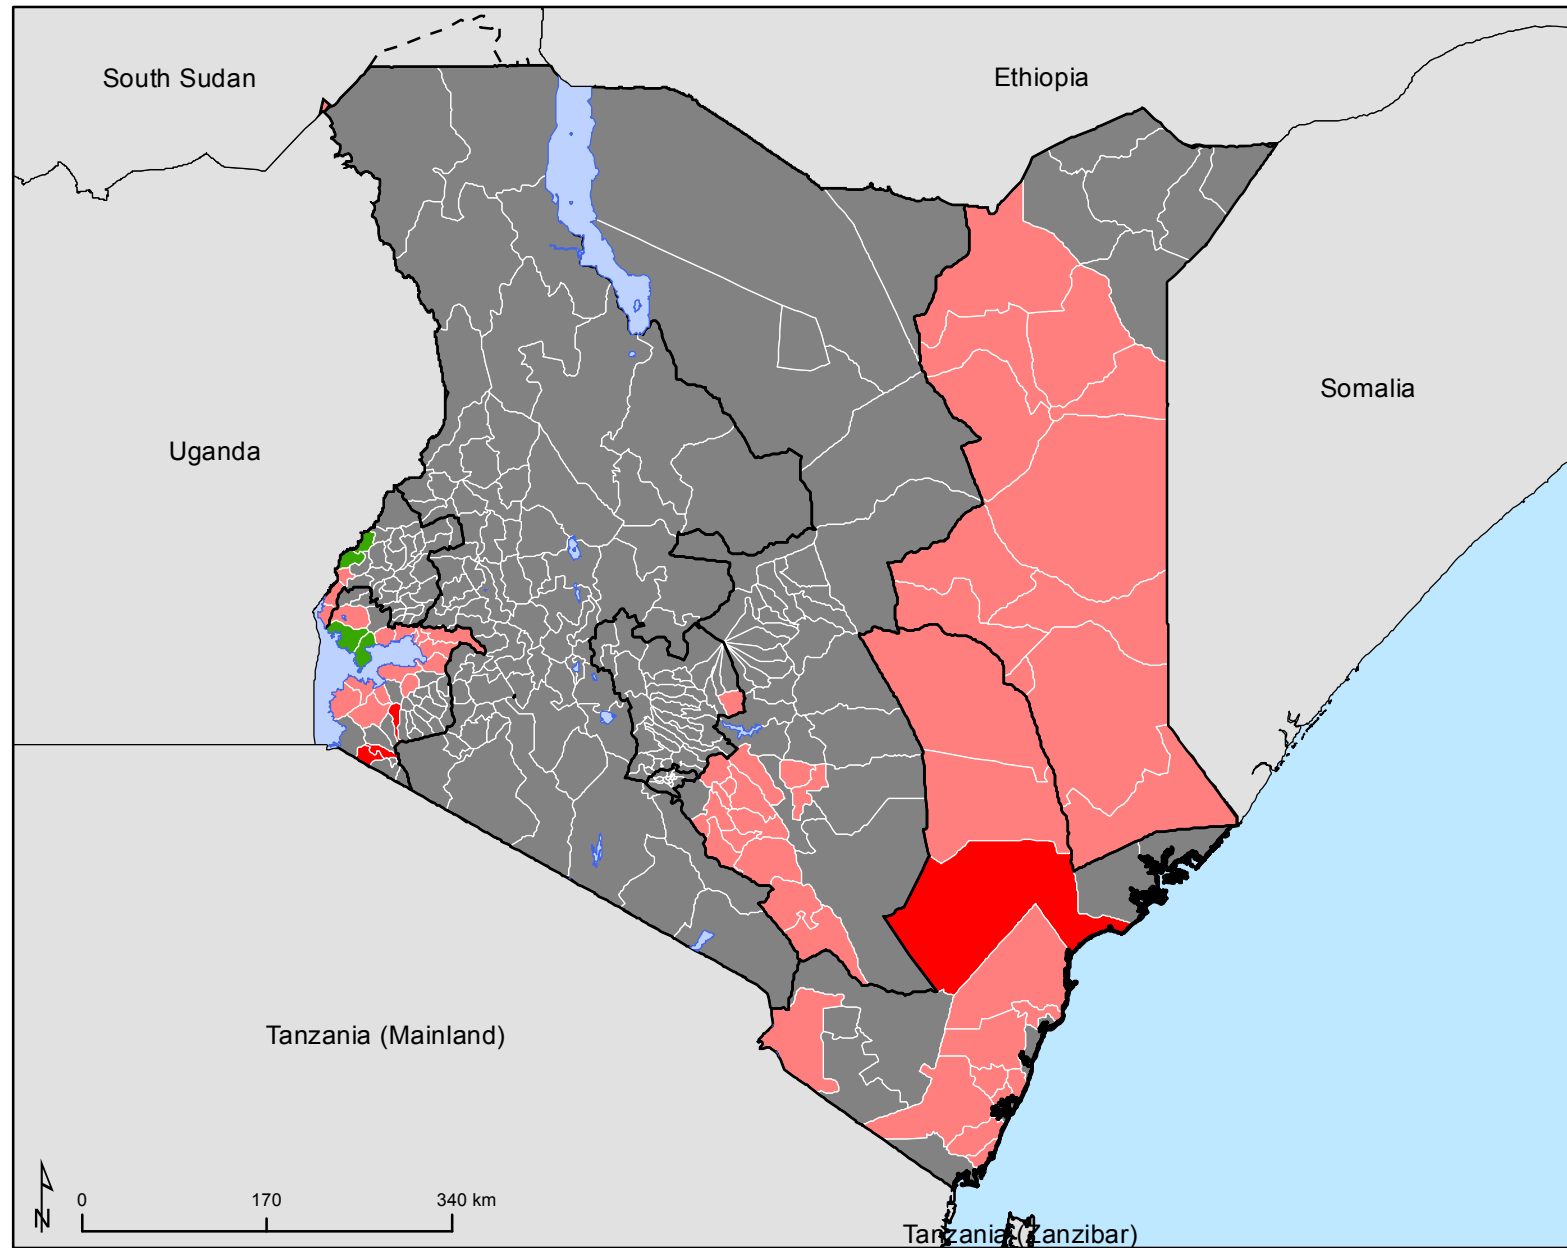 South Sudan
Ethiopia
Somalia
Uganda
Tanzania (Mainland)
N
0 170 340 km
Tanzania (Zanzibar)